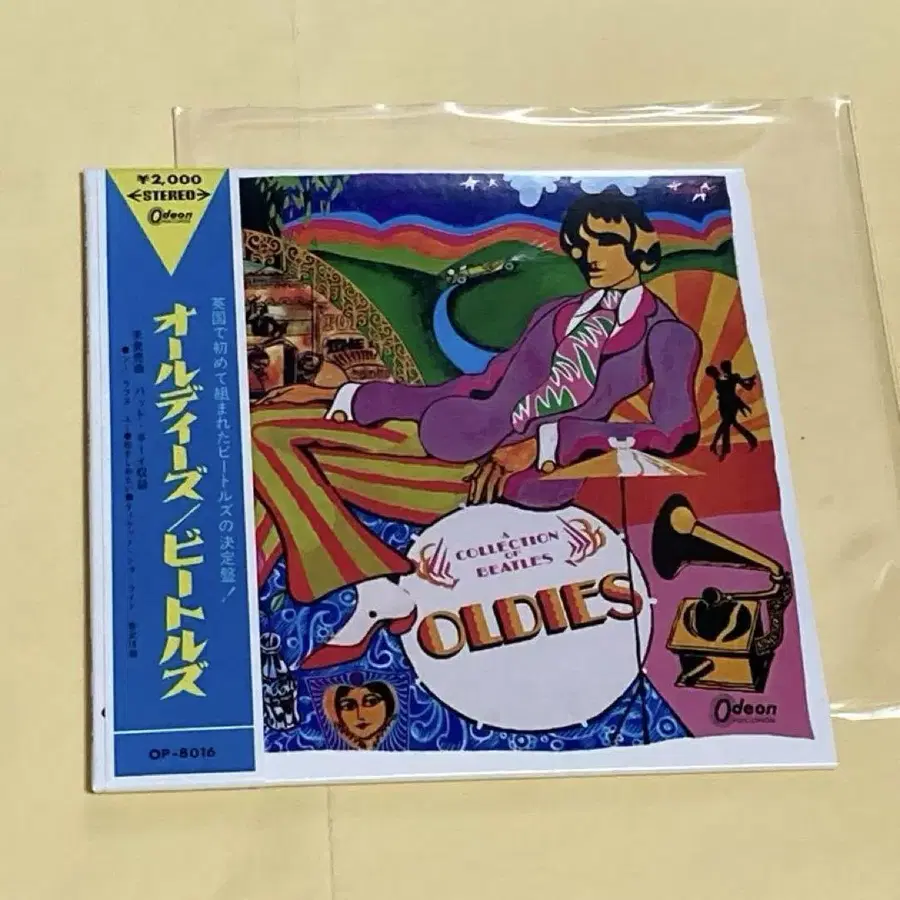 ¥2,000
STEREO
Odeon
オールディーズ/ビートルズ
英国で初めて組まれたビートルズの決定盤!
OP-8016
A
COLLECTION
OF
BEATLES
OLDIES
Odeon